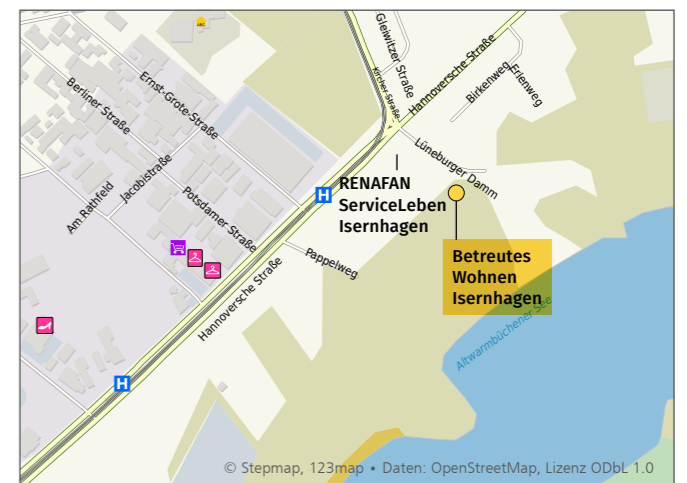 ABC
Gleiwitzer Straße
Kircher Straße
Hannoversche Straße
Birkenweg
Erlenweg
Ernst-Grote-Straße
Berliner Straße
Lüneburger Damm
Jacobistraße
Am Rathfeld
Potsdamer Straße
H
RENAFAN
ServiceLeben
Isernhagen
Pappelweg
Hannoversche Straße
Betreutes
Wohnen
Isernhagen
Altwarmbüchener See
H
© Stepmap, 123map • Daten: OpenStreetMap, Lizenz ODbL 1.0